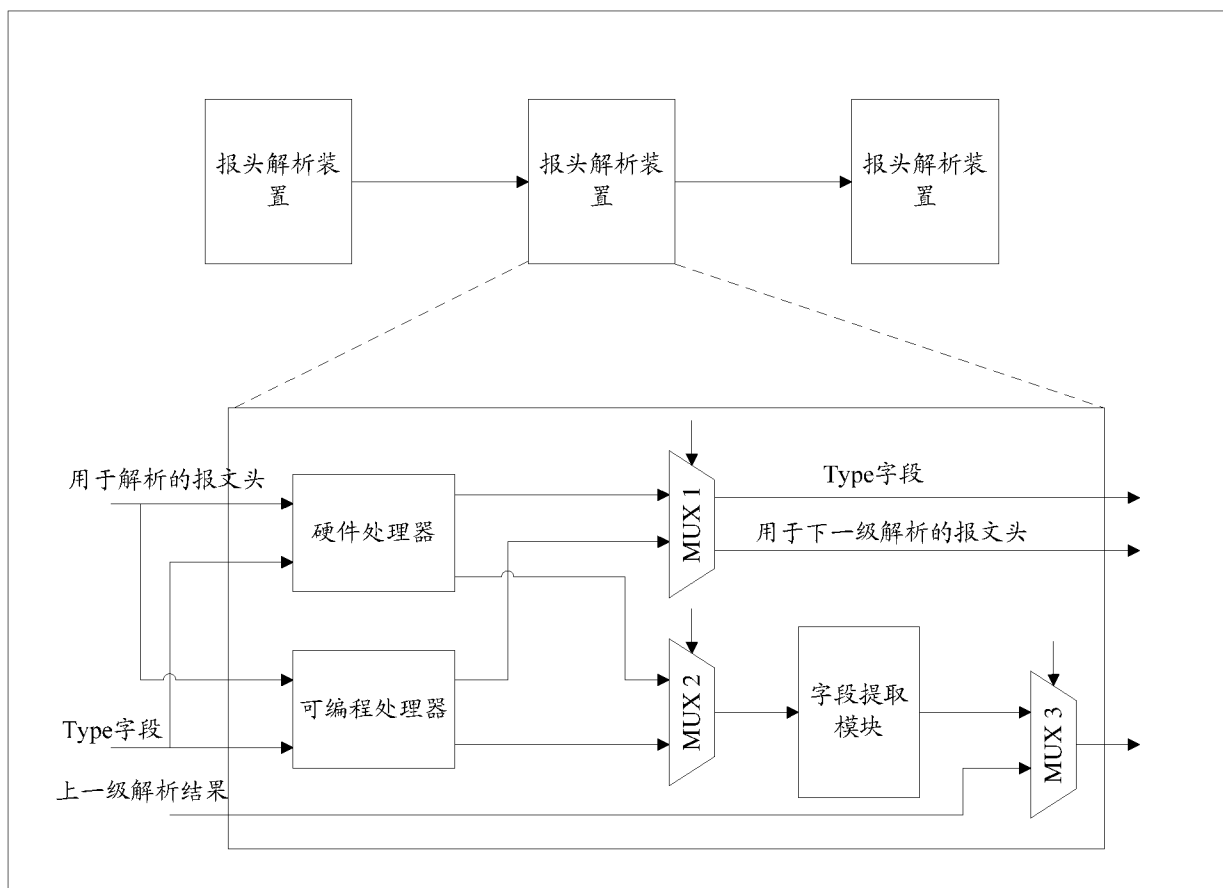 报头解析装
置
报头解析装
置
报头解析装
置
用于解析的报文头
硬件处理器
MUX 1
Type字段
用于下一级解析的报文头
可编程处理器
MUX 2
字段提取
模块
MUX 3
Type字段
上一级解析结果